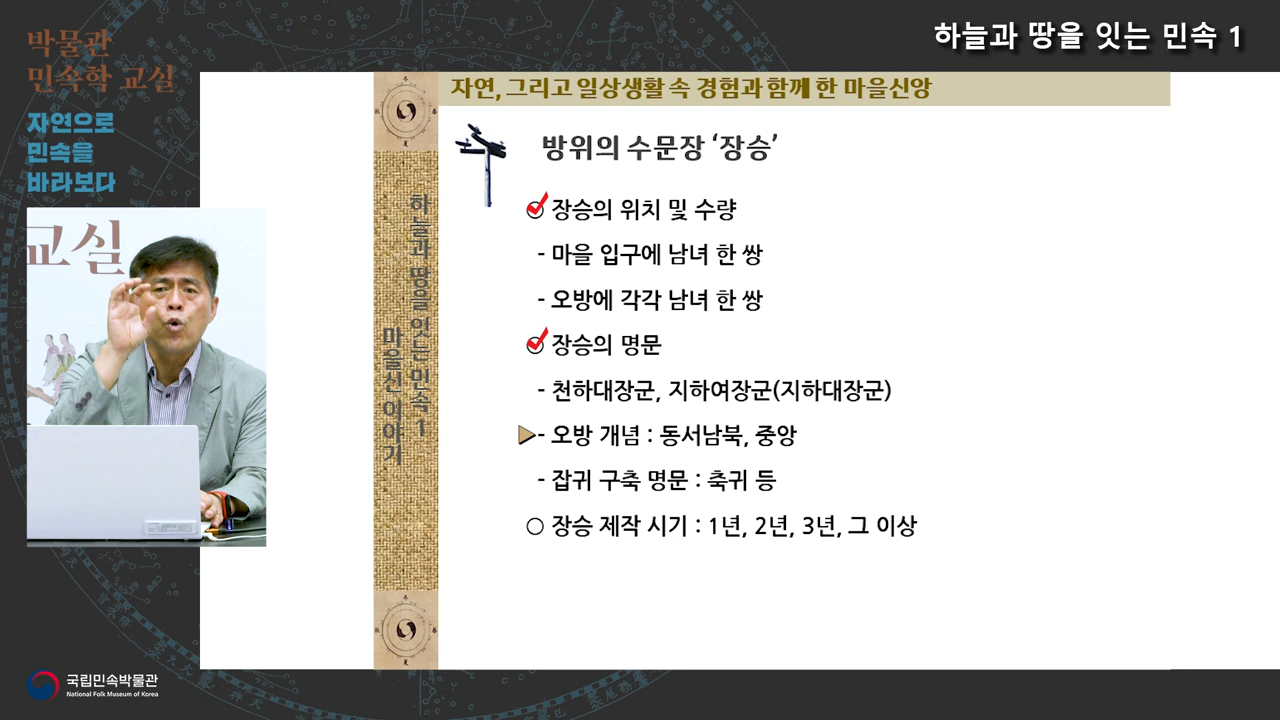 하늘과 땅을 잇는 민속 1
박물관
민속학 교실
자연으로
민속을
바라보다
교실
자연, 그리고 일상생활 속 경험과 함께 한 마을신앙
방위의 수문장 ‘장승’
장승의 위치 및 수량
- 마을 입구에 남녀 한 쌍
- 오방에 각각 남녀 한 쌍
장승의 명문
- 천하대장군, 지하여장군(지하대장군)
- 오방 개념 : 동서남북, 중앙
- 잡귀 구축 명문 : 축귀 등
○ 장승 제작 시기 : 1년, 2년, 3년, 그 이상
하늘과 땅을 잇는 민속 1
마을신 이야기
국립민속박물관
National Folk Museum of Korea